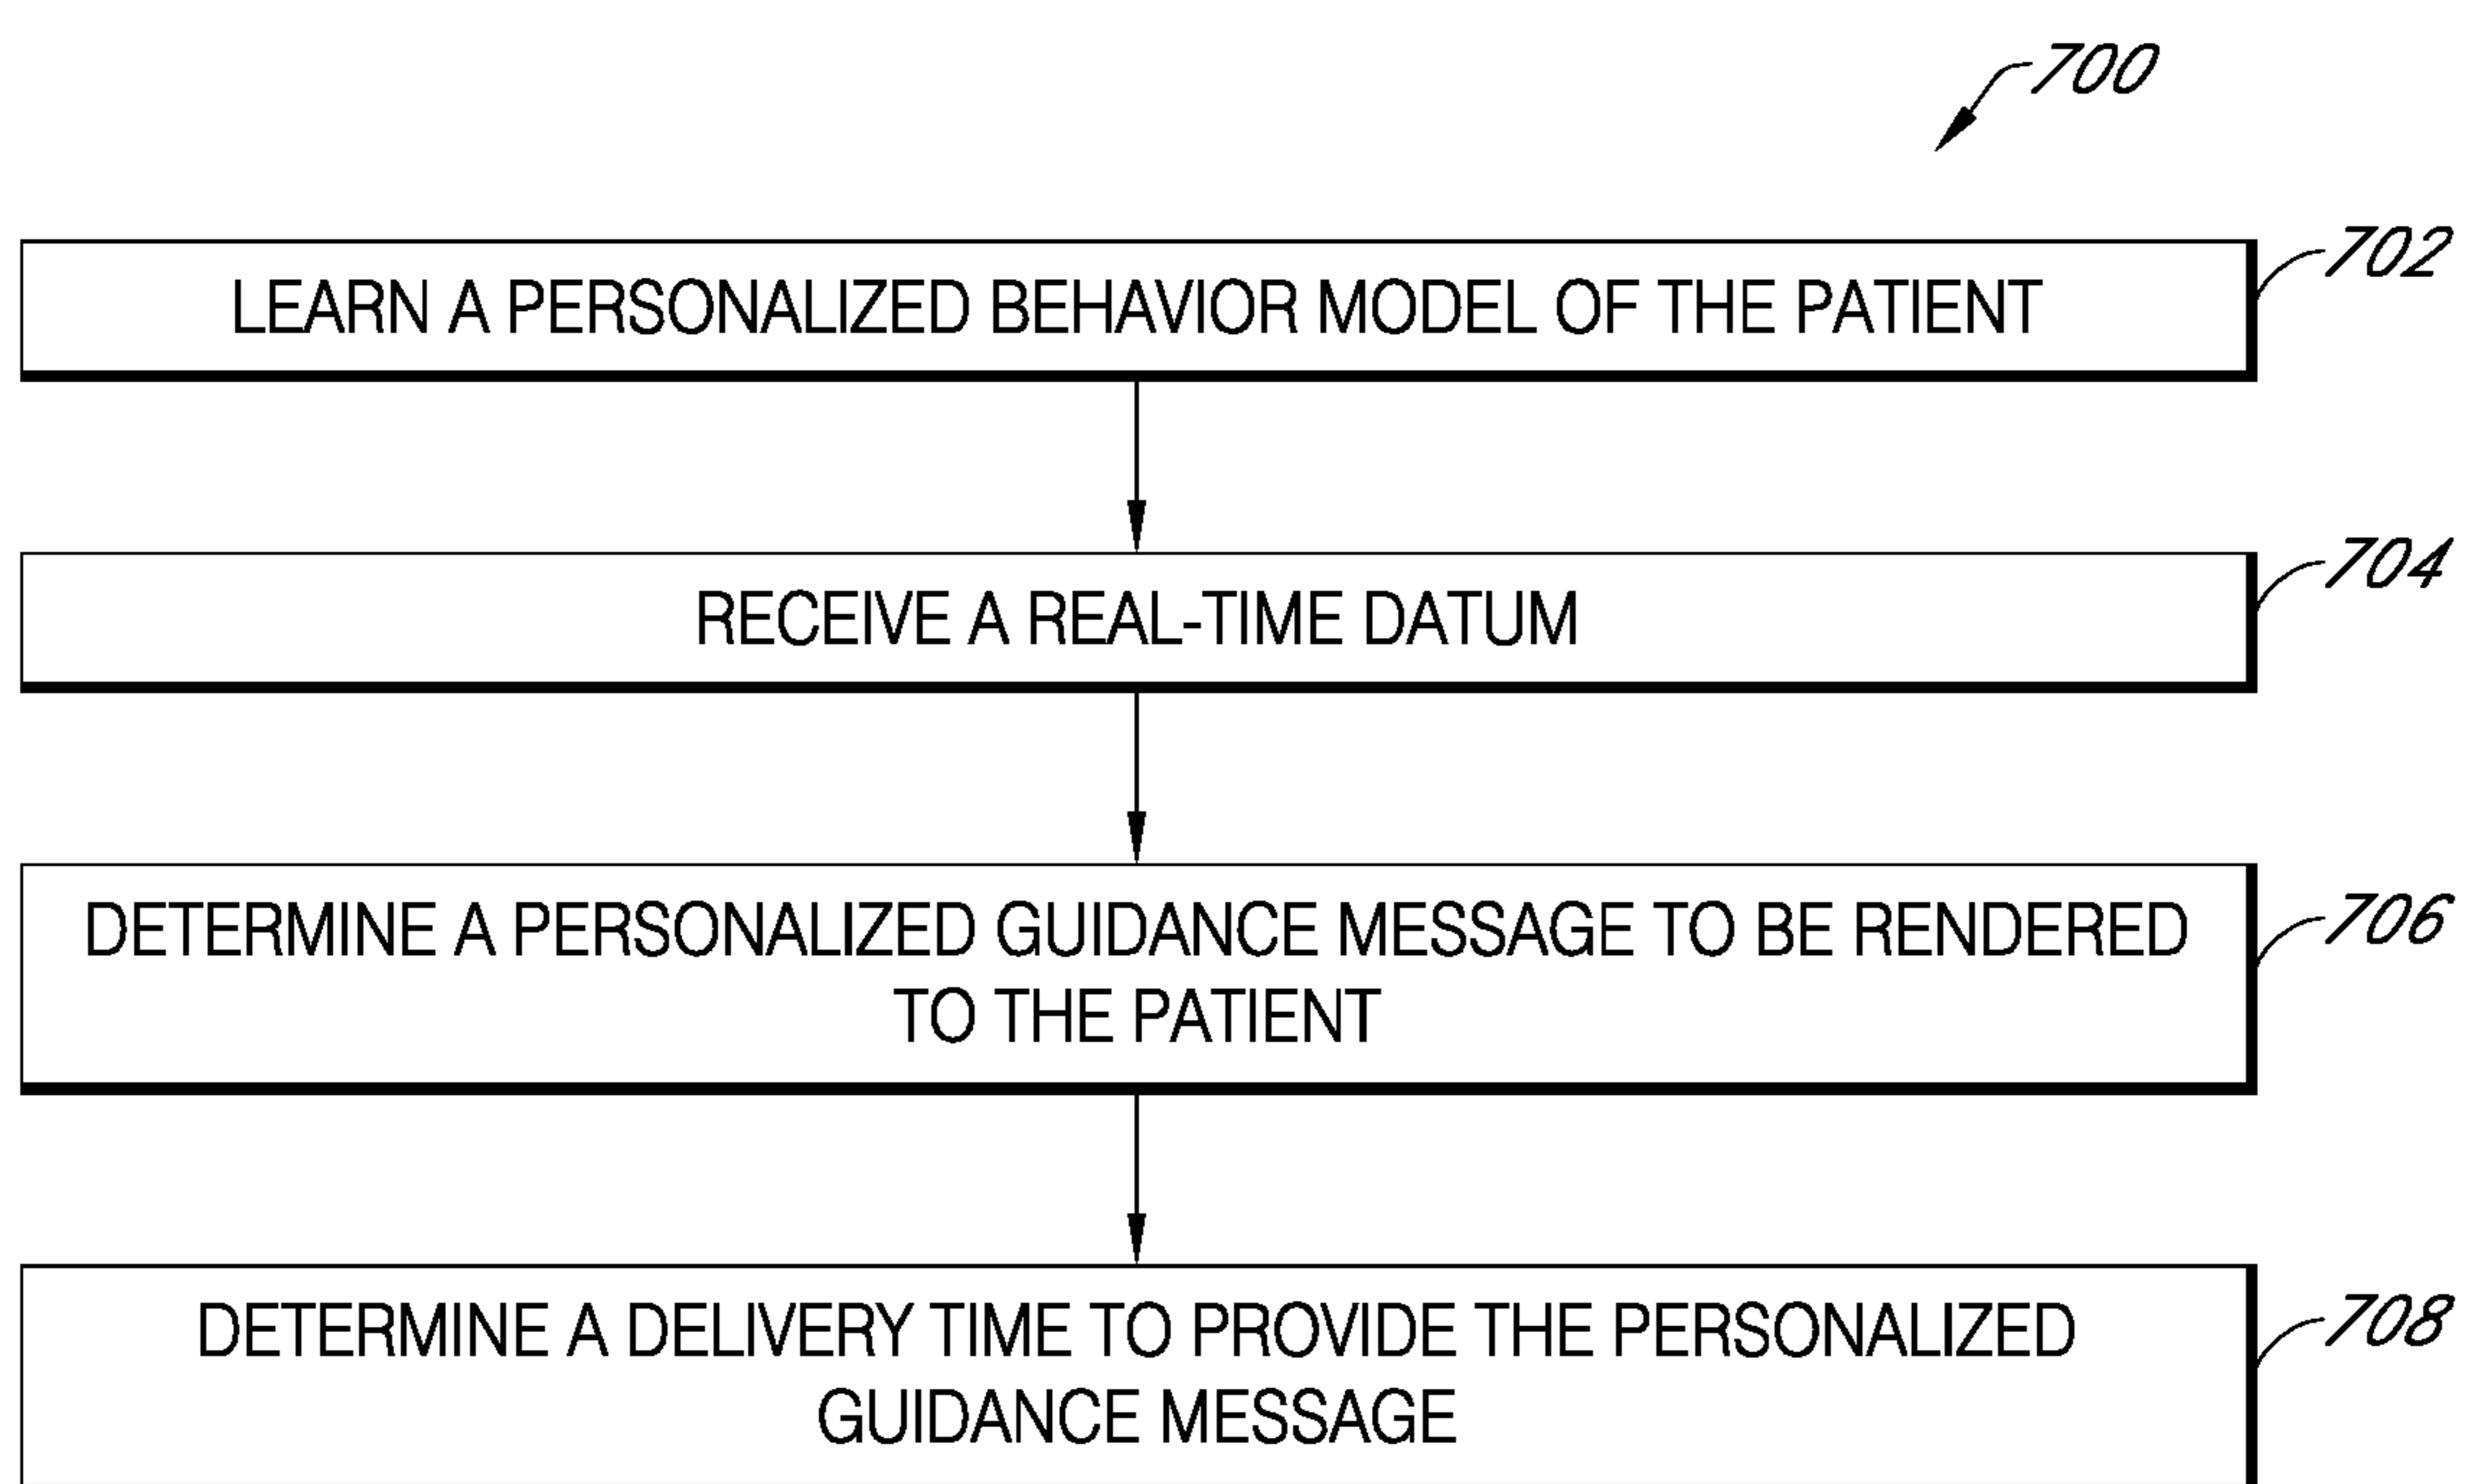 700
LEARN A PERSONALIZED BEHAVIOR MODEL OF THE PATIENT
702
RECEIVE A REAL-TIME DATUM
704
DETERMINE A PERSONALIZED GUIDANCE MESSAGE TO BE RENDERED
TO THE PATIENT
706
DETERMINE A DELIVERY TIME TO PROVIDE THE PERSONALIZED
GUIDANCE MESSAGE
708